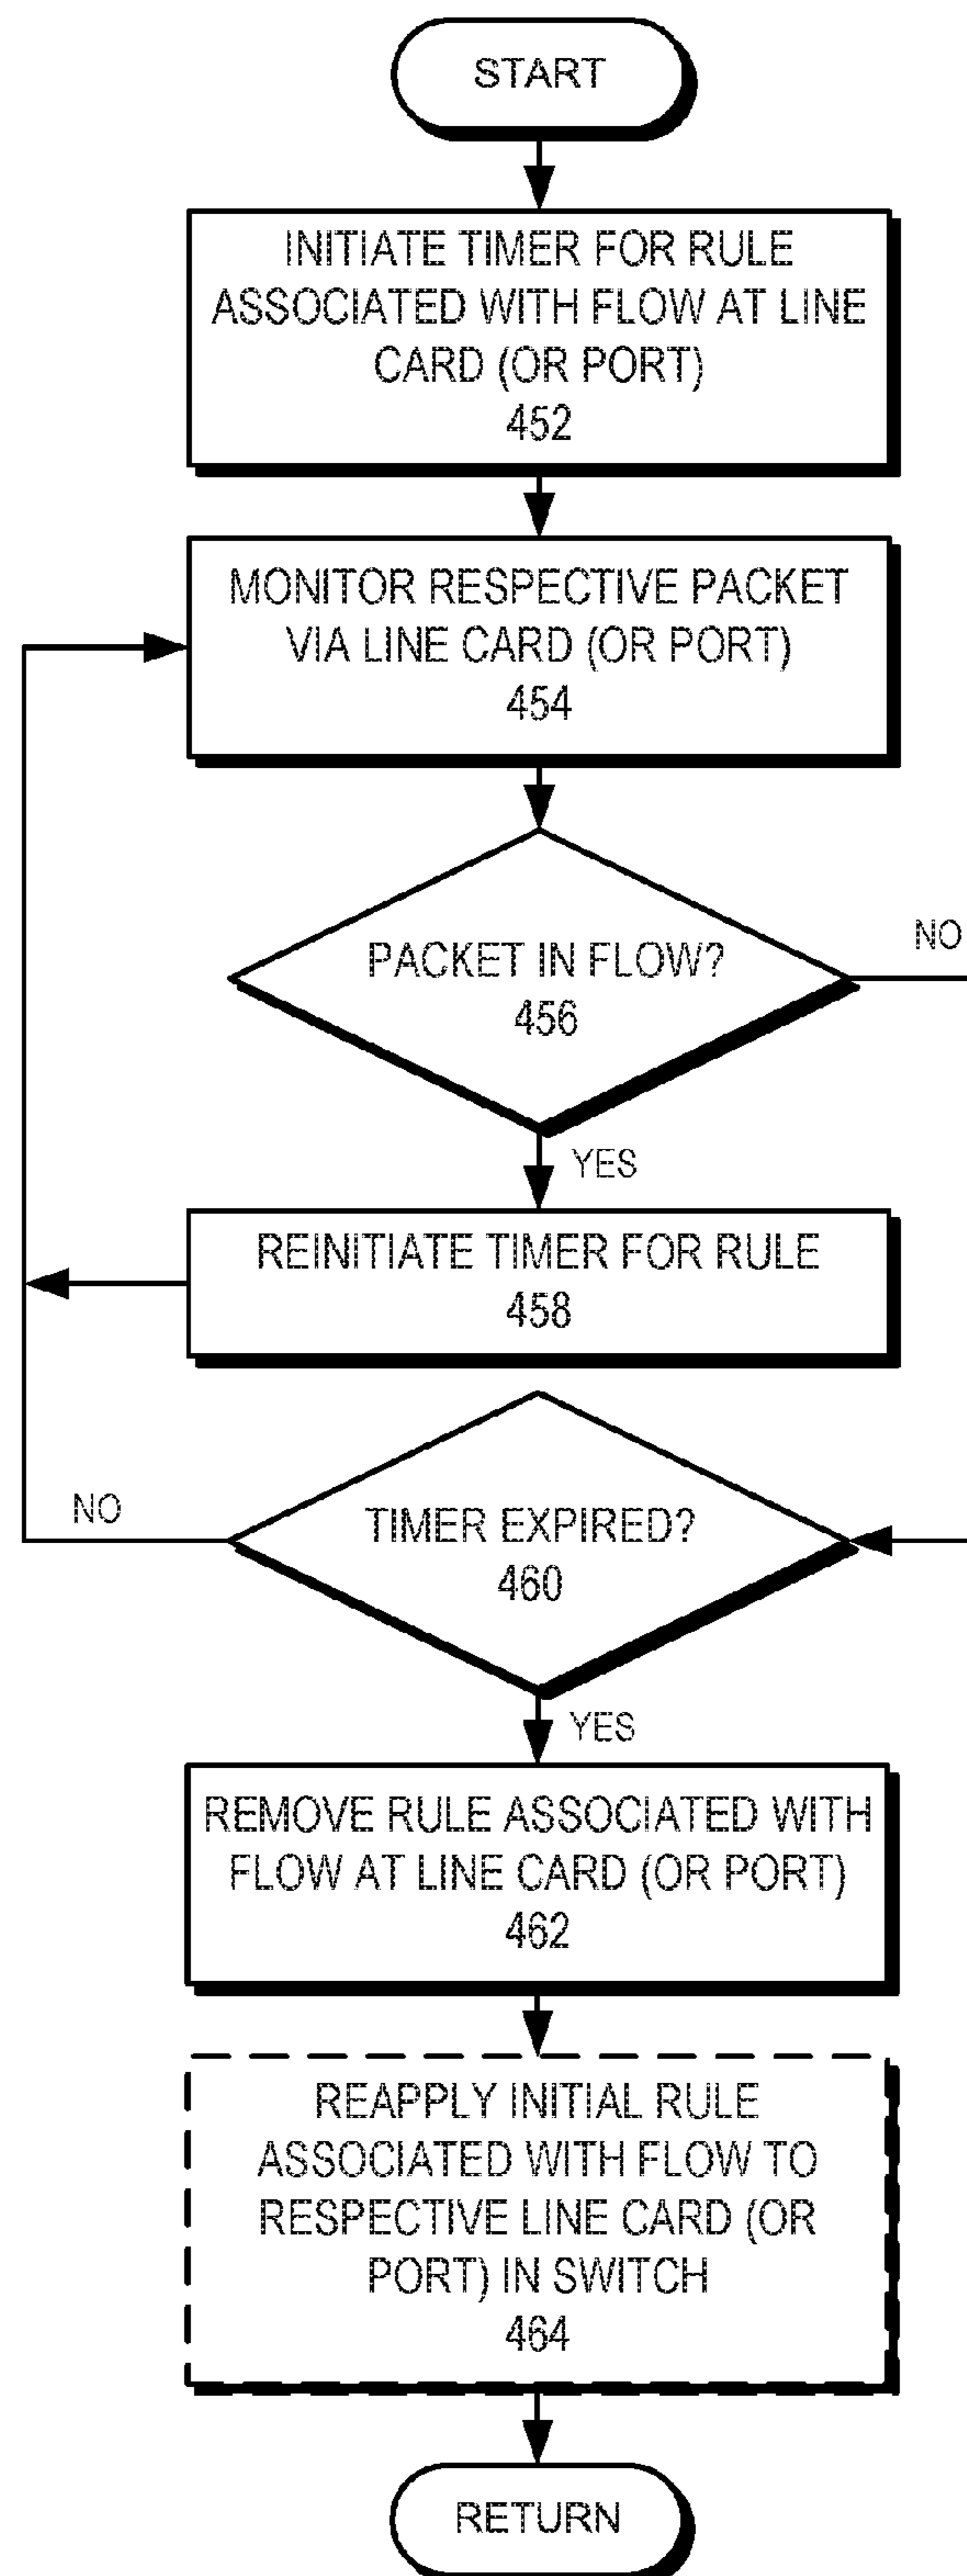 START
INITIATE TIMER FOR RULE
ASSOCIATED WITH FLOW AT LINE
CARD (OR PORT)
452
MONITOR RESPECTIVE PACKET
VIA LINE CARD (OR PORT)
454
PACKET IN FLOW?
456
NO
YES
REINITIATE TIMER FOR RULE
458
TIMER EXPIRED?
460
NO
YES
REMOVE RULE ASSOCIATED WITH
FLOW AT LINE CARD (OR PORT)
462
REAPPLY INITIAL RULE
ASSOCIATED WITH FLOW TO
RESPECTIVE LINE CARD (OR
PORT) IN SWITCH
464
RETURN